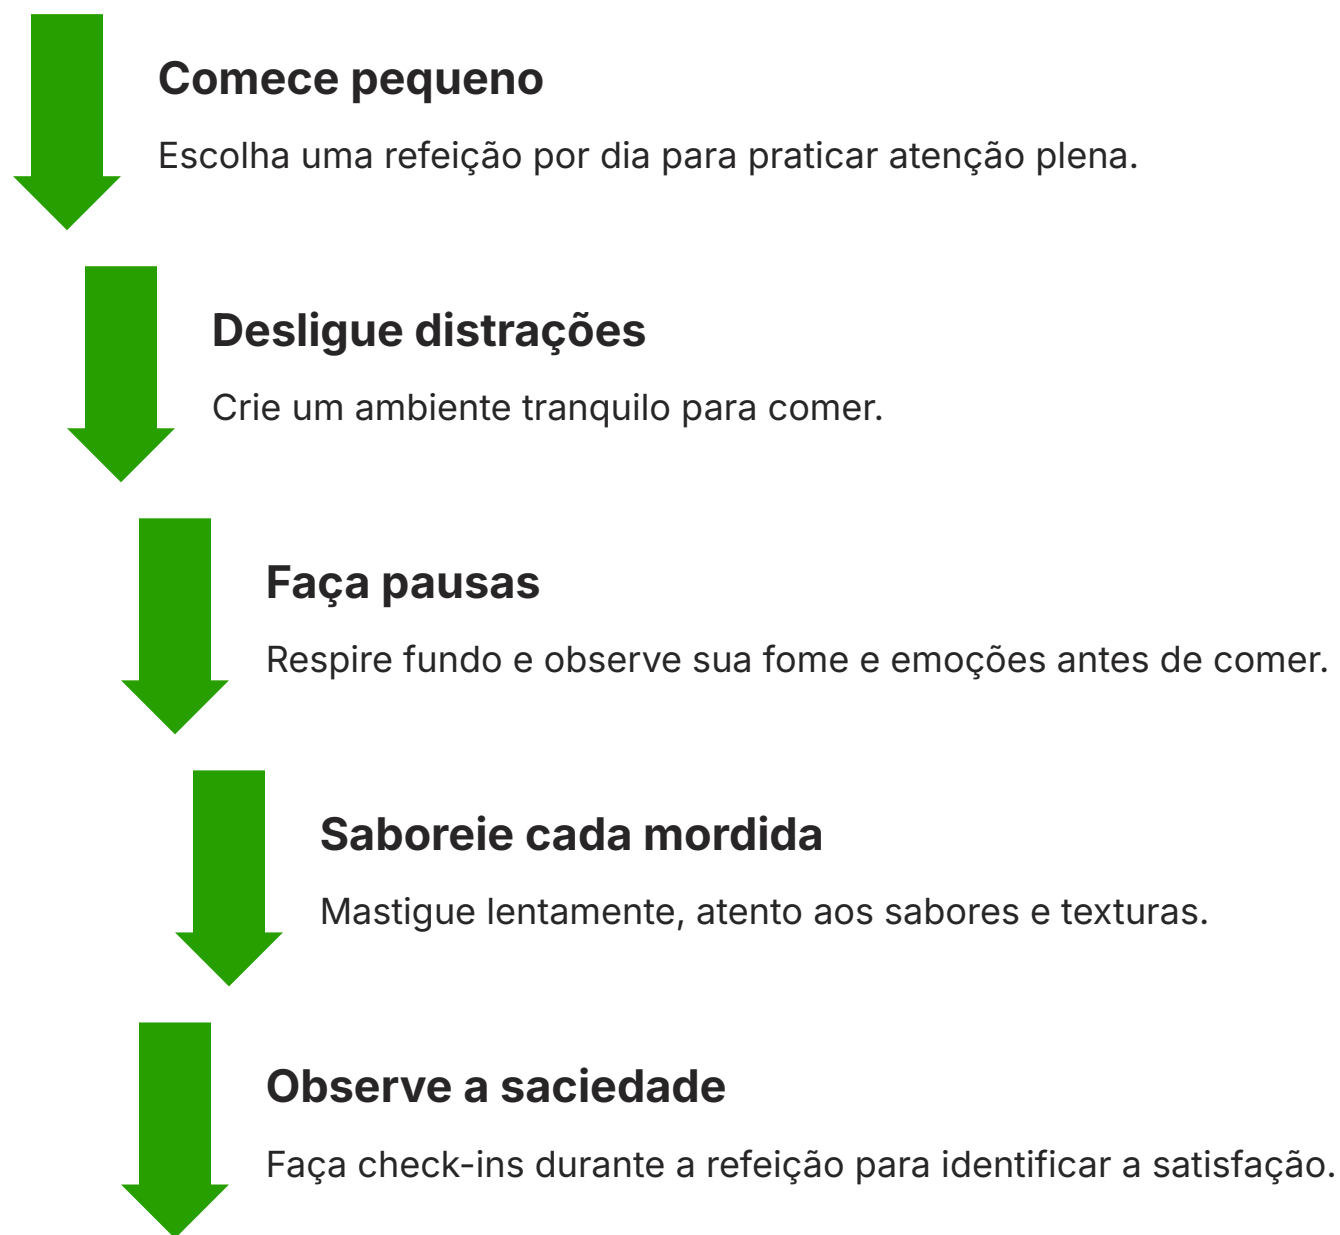 Comece pequeno
Escolha uma refeição por dia para praticar atenção plena.
Desligue distrações
Crie um ambiente tranquilo para comer.
Faça pausas
Respire fundo e observe sua fome e emoções antes de comer.
Saboreie cada mordida
Mastigue lentamente, atento aos sabores e texturas.
Observe a saciedade
Faça check-ins durante a refeição para identificar a satisfação.